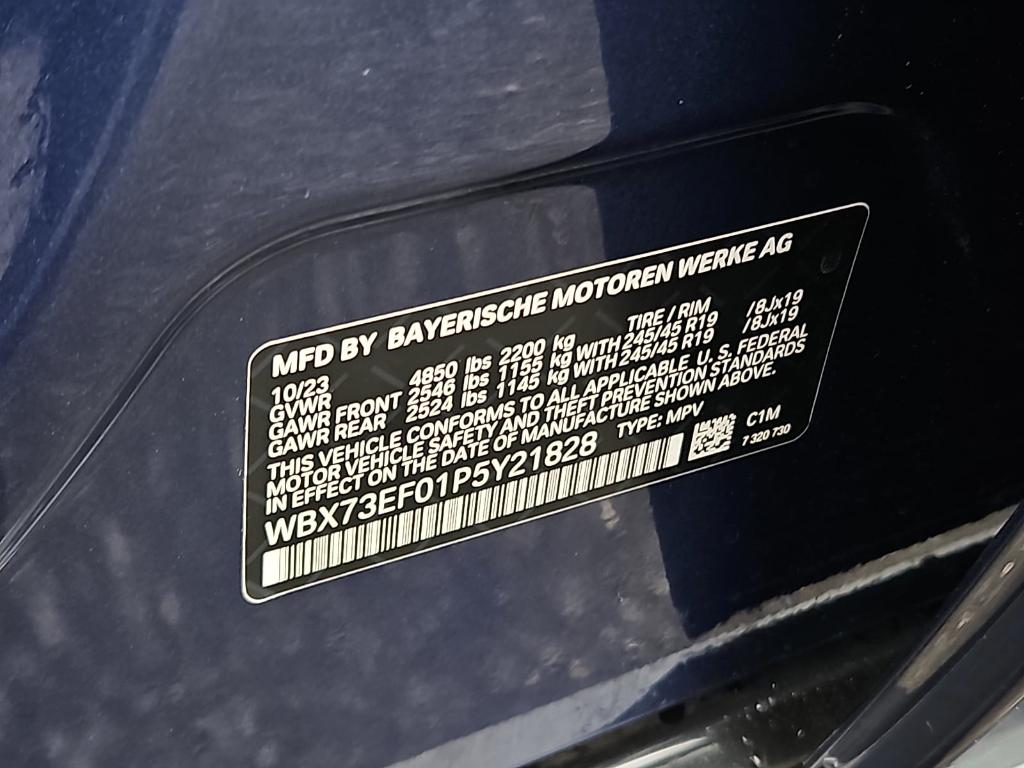 MFD BY BAYERISCHE MOTOREN WERKE AG
10/23 TIRE / RIM
GVWR 4850 lbs 2200 kg
GAWR FRONT 2546 lbs 1155 kg WITH 245/45 R19 /8Jx19
GAWR REAR 2524 lbs 1145 kg WITH 245/45 R19 /8Jx19
THIS VEHICLE CONFORMS TO ALL APPLICABLE U. S. FEDERAL
MOTOR VEHICLE SAFETY AND THEFT PREVENTION STANDARDS
IN EFFECT ON THE DATE OF MANUFACTURE SHOWN ABOVE.
WBX73EF01P5Y21828 TYPE: MPV C1M
7 320 730